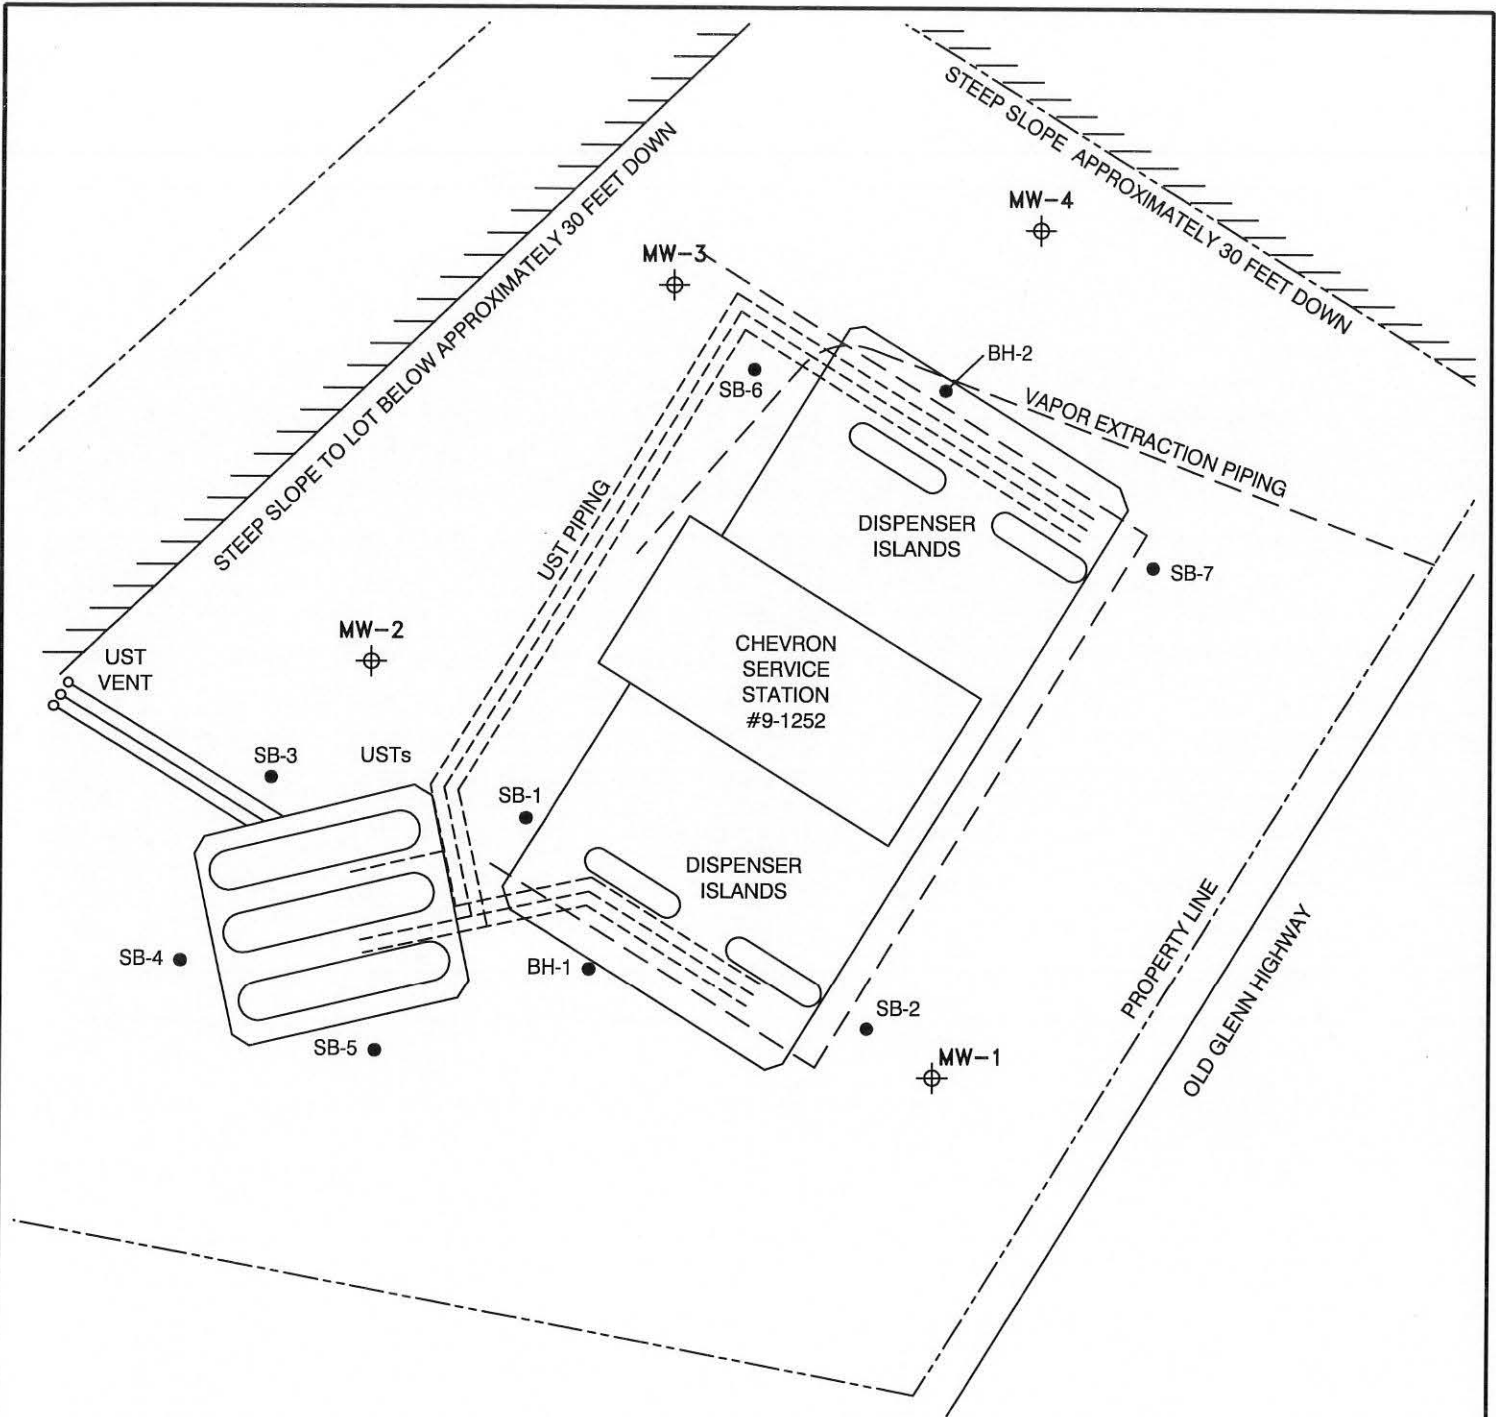 STEEP SLOPE APPROXIMATELY 30 FEET DOWN
STEEP SLOPE TO LOT BELOW APPROXIMATELY 30 FEET DOWN
MW-4
MW-3
BH-2
SB-6
VAPOR EXTRACTION PIPING
UST PIPING
DISPENSER
ISLANDS
SB-7
MW-2
CHEVRON
SERVICE
STATION
#9-1252
UST
VENT
SB-3
USTs
SB-1
DISPENSER
ISLANDS
SB-4
BH-1
SB-2
SB-5
MW-1
PROPERTY LINE
OLD GLENN HIGHWAY